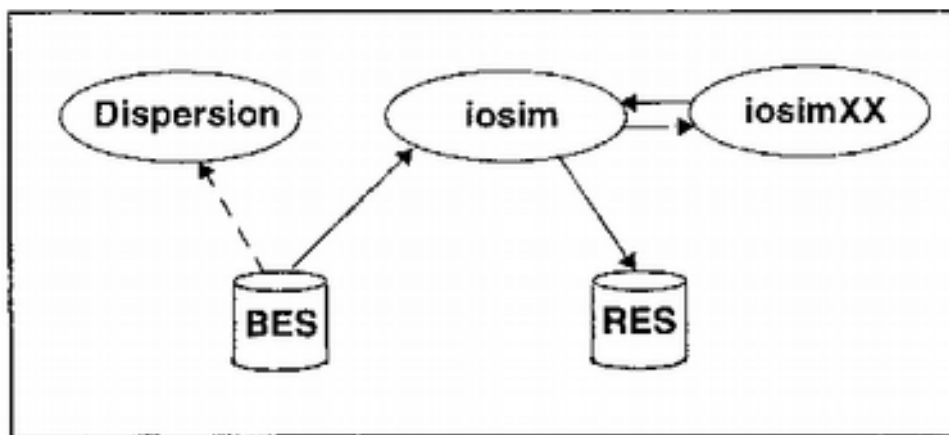 Dispersion
iosim
iosimXX
BES
RES